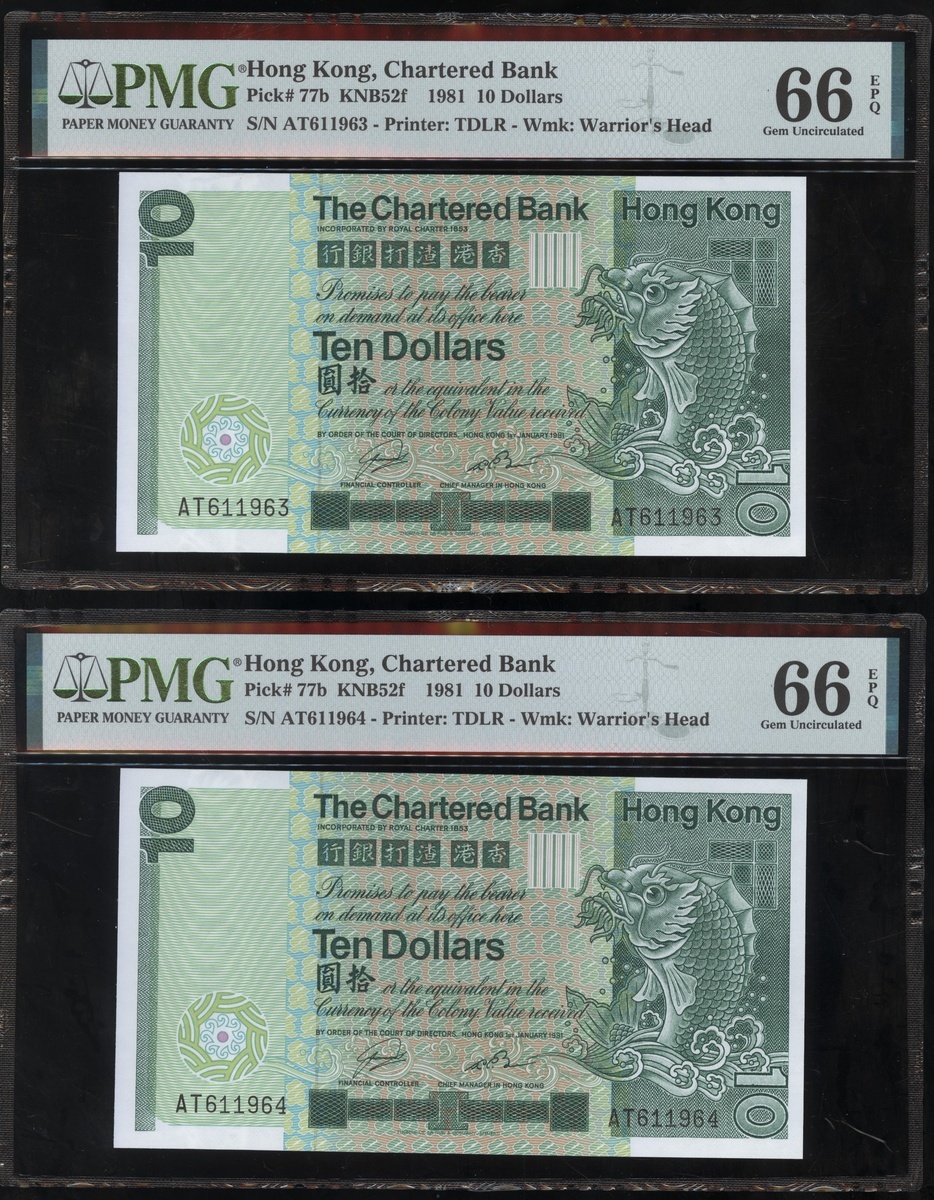 PMG®
PAPER MONEY GUARANTY
Hong Kong, Chartered Bank
Pick# 77b KNB52f 1981 10 Dollars
S/N AT611963 - Printer: TDLR - Wmk: Warrior's Head
66 EPQ
Gem Uncirculated
10
The Chartered Bank
Hong Kong
INCORPORATED BY ROYAL CHARTER 1853
行銀打渣港香
Promises to pay the bearer
on demand at its office here
Ten Dollars
圓拾 or the equivalent in the
Currency of the Colony Value received
BY ORDER OF THE COURT OF DIRECTORS, HONG KONG 1ST JANUARY 1981
FINANCIAL CONTROLLER CHIEF MANAGER IN HONG KONG
AT611963
AT611963
10
PMG®
PAPER MONEY GUARANTY
Hong Kong, Chartered Bank
Pick# 77b KNB52f 1981 10 Dollars
S/N AT611964 - Printer: TDLR - Wmk: Warrior's Head
66 EPQ
Gem Uncirculated
10
The Chartered Bank
Hong Kong
INCORPORATED BY ROYAL CHARTER 1853
行銀打渣港香
Promises to pay the bearer
on demand at its office here
Ten Dollars
圓拾 or the equivalent in the
Currency of the Colony Value received
BY ORDER OF THE COURT OF DIRECTORS, HONG KONG 1ST JANUARY 1981
FINANCIAL CONTROLLER CHIEF MANAGER IN HONG KONG
AT611964
AT611964
10